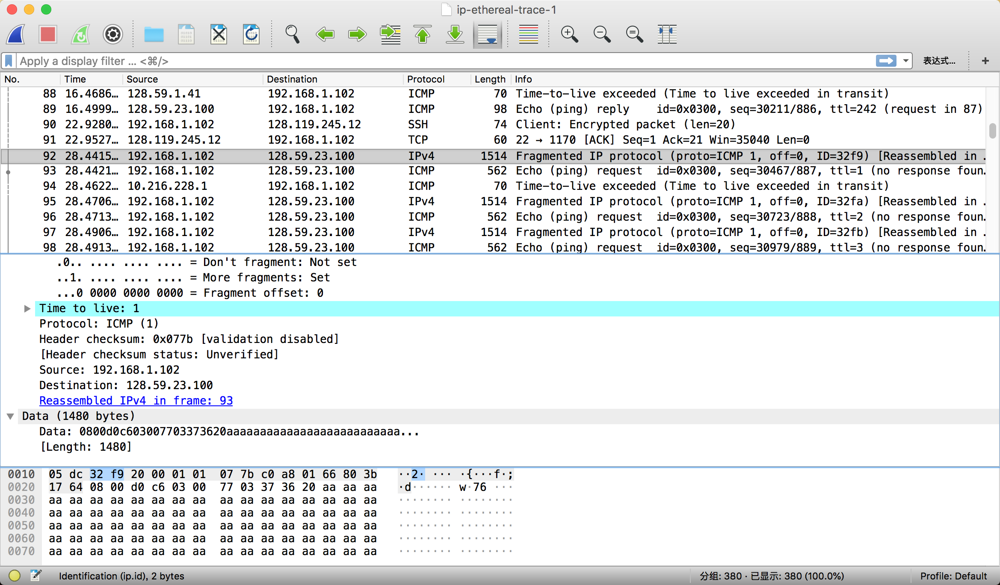 ip-ethereal-trace-1
Apply a display filter ... <⌘/> 表达式... +
No. Time Source Destination Protocol Length Info
88 16.4686… 128.59.1.41 192.168.1.102 ICMP 70 Time-to-live exceeded (Time to live exceeded in transit)
89 16.4999… 128.59.23.100 192.168.1.102 ICMP 98 Echo (ping) reply id=0x0300, seq=30211/886, ttl=242 (request in 87)
90 22.9280… 192.168.1.102 128.119.245.12 SSH 74 Client: Encrypted packet (len=20)
91 22.9527… 128.119.245.12 192.168.1.102 TCP 60 22 → 1170 [ACK] Seq=1 Ack=21 Win=35040 Len=0
92 28.4415… 192.168.1.102 128.59.23.100 IPv4 1514 Fragmented IP protocol (proto=ICMP 1, off=0, ID=32f9) [Reassembled in …
93 28.4421… 192.168.1.102 128.59.23.100 ICMP 562 Echo (ping) request id=0x0300, seq=30467/887, ttl=1 (no response foun…
94 28.4622… 10.216.228.1 192.168.1.102 ICMP 70 Time-to-live exceeded (Time to live exceeded in transit)
95 28.4706… 192.168.1.102 128.59.23.100 IPv4 1514 Fragmented IP protocol (proto=ICMP 1, off=0, ID=32fa) [Reassembled in …
96 28.4713… 192.168.1.102 128.59.23.100 ICMP 562 Echo (ping) request id=0x0300, seq=30723/888, ttl=2 (no response foun…
97 28.4906… 192.168.1.102 128.59.23.100 IPv4 1514 Fragmented IP protocol (proto=ICMP 1, off=0, ID=32fb) [Reassembled in …
98 28.4913… 192.168.1.102 128.59.23.100 ICMP 562 Echo (ping) request id=0x0300, seq=30979/889, ttl=3 (no response foun…
.0.. .... .... .... = Don't fragment: Not set
..1. .... .... .... = More fragments: Set
...0 0000 0000 0000 = Fragment offset: 0
Time to live: 1
Protocol: ICMP (1)
Header checksum: 0x077b [validation disabled]
[Header checksum status: Unverified]
Source: 192.168.1.102
Destination: 128.59.23.100
Reassembled IPv4 in frame: 93
Data (1480 bytes)
Data: 0800d0c603007703373620aaaaaaaaaaaaaaaaaaaaaaaaaa...
[Length: 1480]
0010 05 dc 32 f9 20 00 01 01 07 7b c0 a8 01 66 80 3b ··2· ··· ·{···f·;
0020 17 64 08 00 d0 c6 03 00 77 03 37 36 20 aa aa aa ·d······ w·76 ···
0030 aa aa aa aa aa aa aa aa aa aa aa aa aa aa aa aa ········ ········
0040 aa aa aa aa aa aa aa aa aa aa aa aa aa aa aa aa ········ ········
0050 aa aa aa aa aa aa aa aa aa aa aa aa aa aa aa aa ········ ········
0060 aa aa aa aa aa aa aa aa aa aa aa aa aa aa aa aa ········ ········
0070 aa aa aa aa aa aa aa aa aa aa aa aa aa aa aa aa ········ ········
Identification (ip.id), 2 bytes 分组: 380 · 已显示: 380 (100.0%) Profile: Default